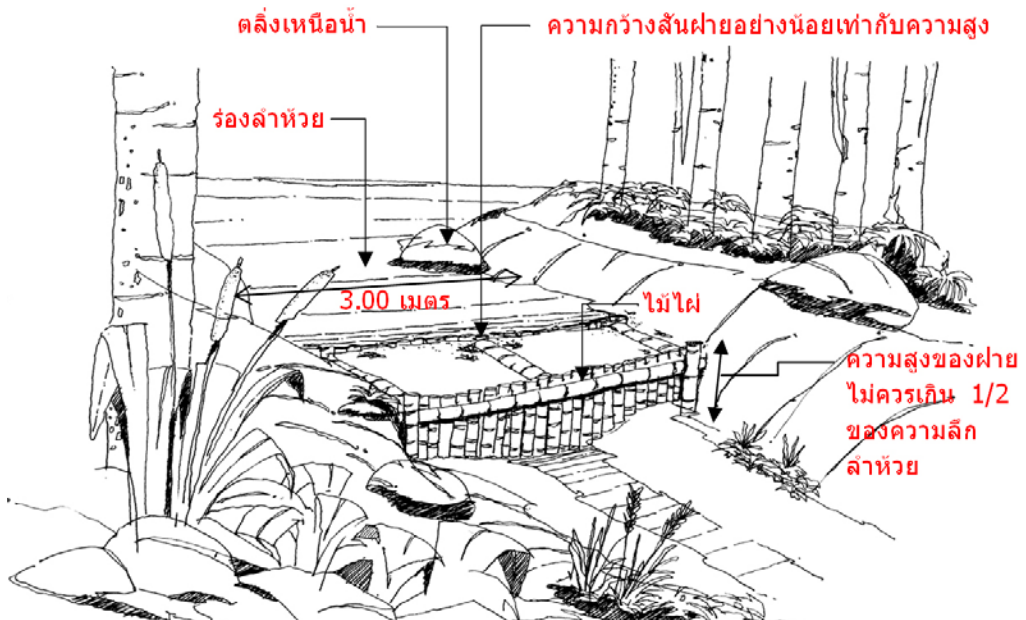 ตลิ่งเหนือน้ำ
ความกว้างสันฝายอย่างน้อยเท่ากับความสูง
ร่องลำห้วย
3.00 เมตร
ไม้ไผ่
ความสูงของฝาย
ไม่ควรเกิน 1/2
ของความลึก
ลำห้วย